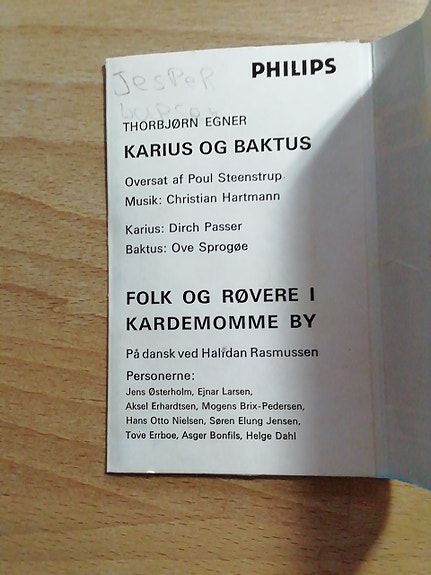 Jesper
PHILIPS
THORBJØRN EGNER
KARIUS OG BAKTUS
Oversat af Poul Steenstrup
Musik: Christian Hartmann
Karius: Dirch Passer
Baktus: Ove Sprogøe
FOLK OG RØVERE I
KARDEMOMME BY
På dansk ved Halfdan Rasmussen
Personerne:
Jens Østerholm, Ejnar Larsen,
Aksel Erhardtsen, Mogens Brix-Pedersen,
Hans Otto Nielsen, Søren Elung Jensen,
Tove Errboe, Asger Bonfils, Helge Dahl